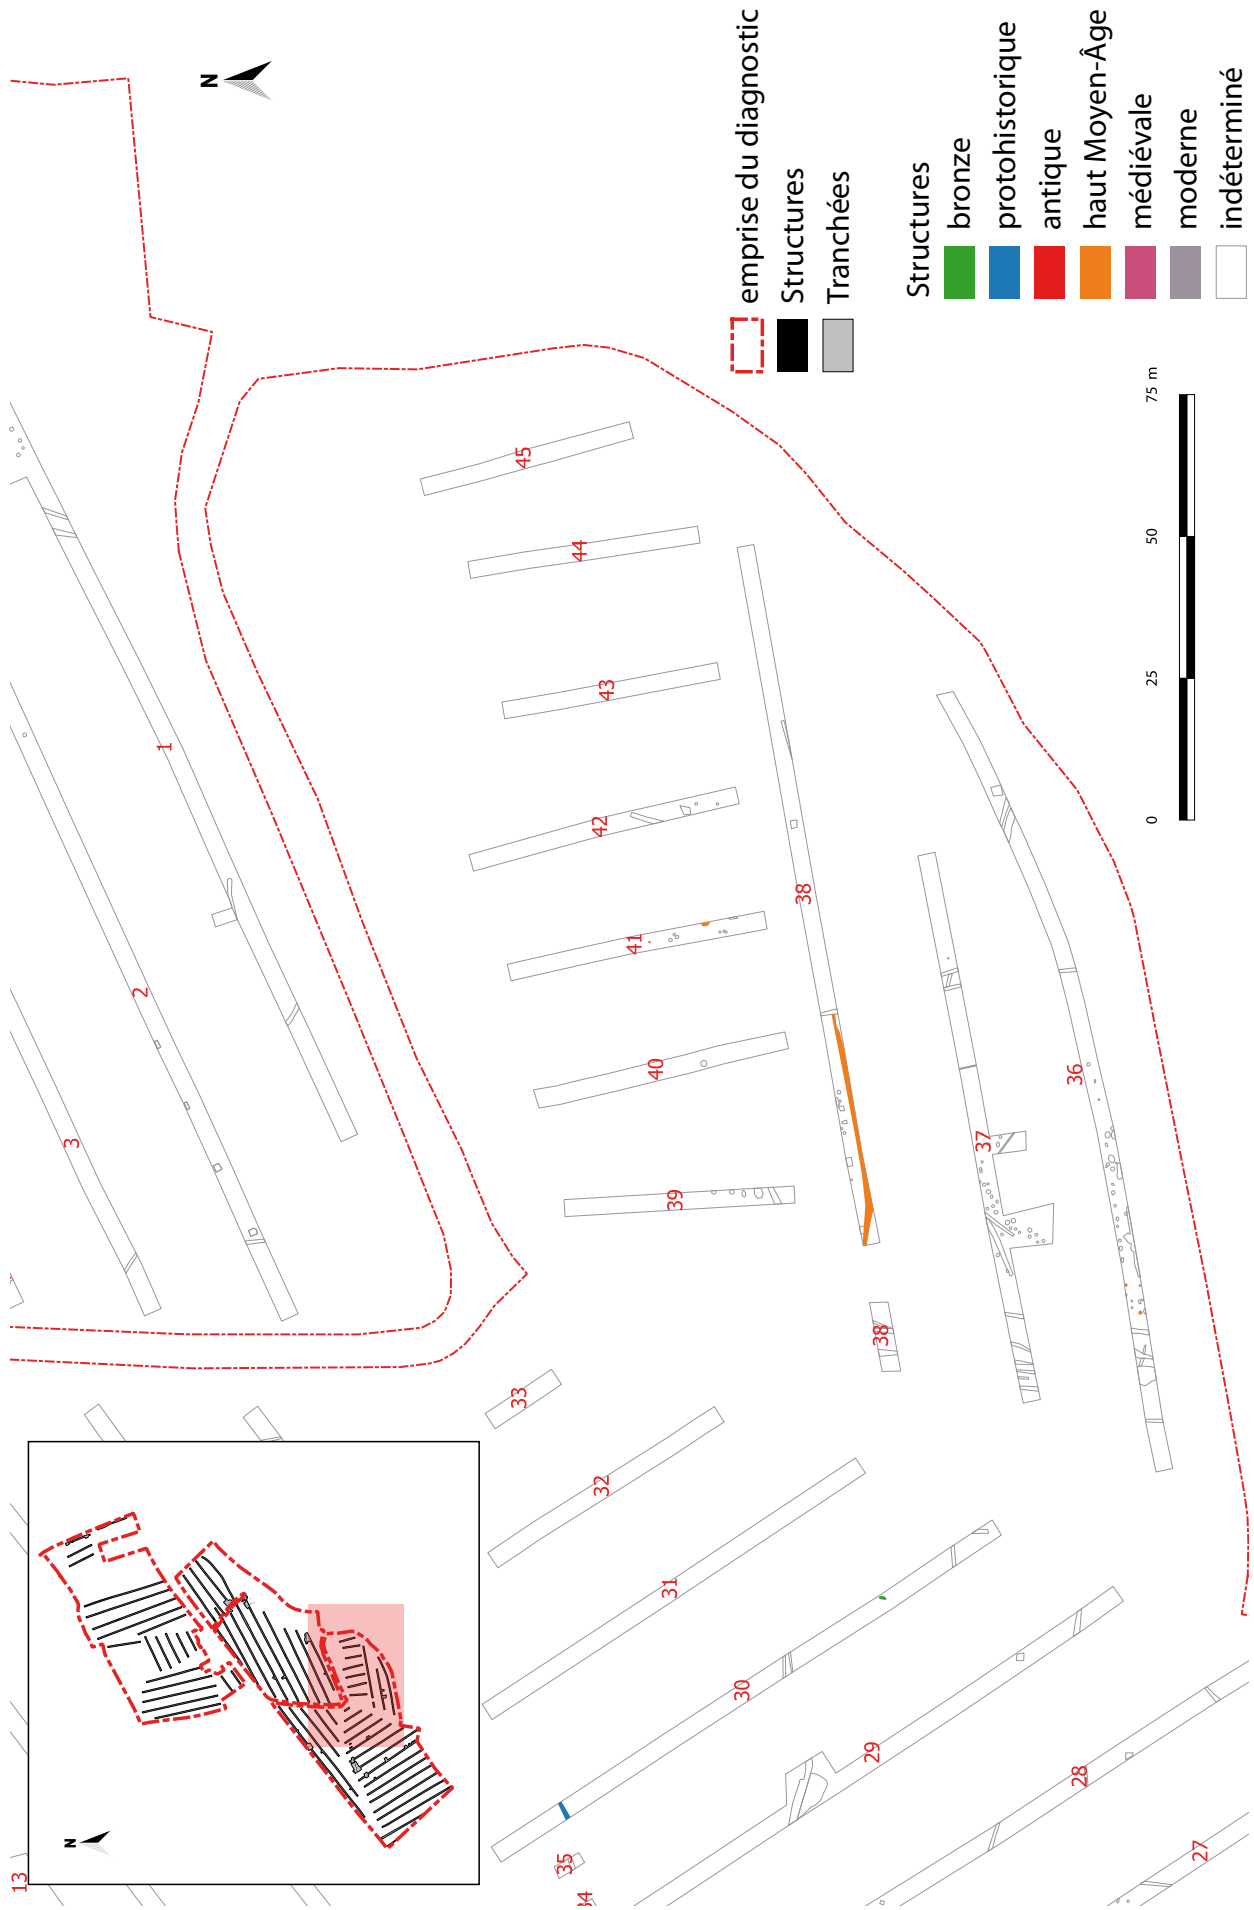 N
emprise du diagnostic
Structures
Tranchées
Structures
bronze
protohistorique
antique
haut Moyen-Âge
médiévale
moderne
indéterminé
0
25
50
75 m
1
2
3
45
44
43
42
41
40
39
38
38
37
36
33
32
31
30
29
28
27
35
13
N